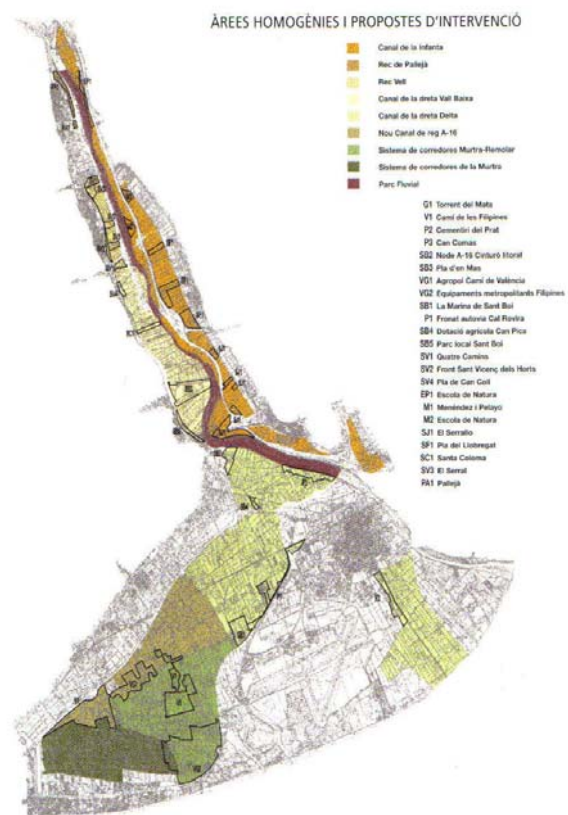 ÀREES HOMOGÈNIES I PROPOSTES D'INTERVENCIÓ
Canal de la Infanta
Rec de Pallejà
Rec Vell
Canal de la dreta Vall Baixa
Canal de la dreta Delta
Nou Canal de reg A-16
Sistema de corredores Murtra-Remolar
Sistema de corredores de la Murtra
Parc Fluvial
G1 Torrent del Mats
V1 Camí de les Filipines
P2 Cementiri del Prat
P3 Can Comas
SB2 Node A-16 Cinturó litoral
SB3 Pla d'en Mas
VG1 Agropol Camí de València
VG2 Equipaments metropolitants Filipines
SB1 La Marina de Sant Boi
P1 Fronat autovia Cal Rovira
SB4 Dotació agrícola Can Pica
SB5 Parc local Sant Boi
SV1 Quatre Camins
SV2 Front Sant Vicenç dels Horts
SV4 Pla de Can Coll
EP1 Escola de Natura
M1 Menéndez i Pelayo
M2 Escola de Natura
SJ1 El Serrallo
SF1 Pla del Llobregat
SC1 Santa Coloma
SV3 El Serral
PA1 Pallejà